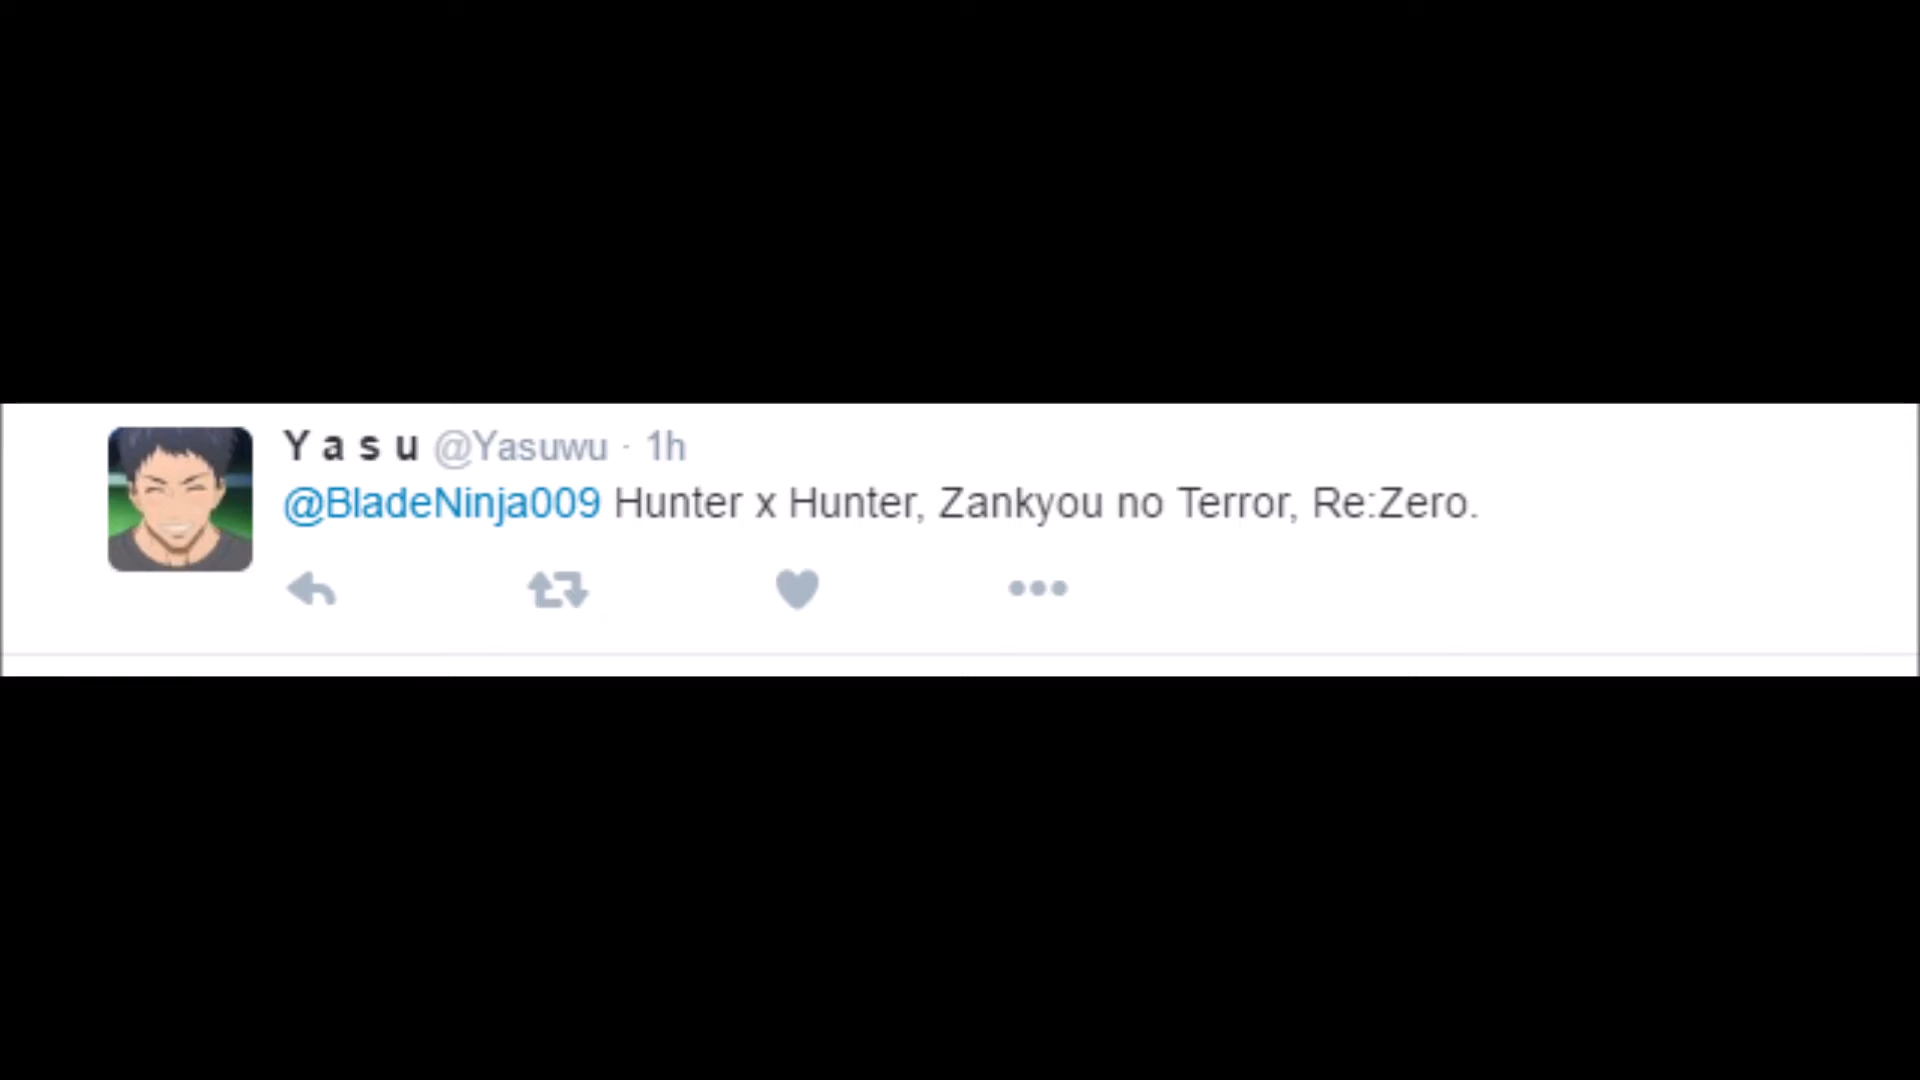 Y a s u @Yasuwu · 1h
@BladeNinja009 Hunter x Hunter, Zankyou no Terror, Re:Zero.